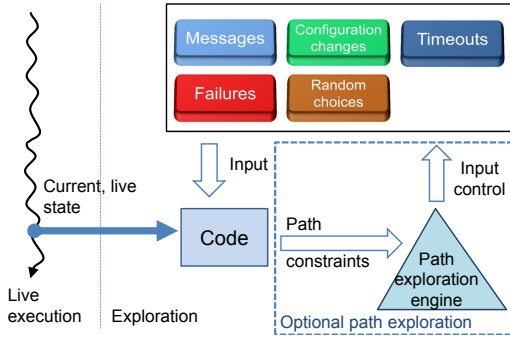 Messages
Configuration
changes
Timeouts
Failures
Random
choices
Input
Input
control
Current, live
state
Code
Path
constraints
Path
exploration
engine
Live
execution
Exploration
Optional path exploration